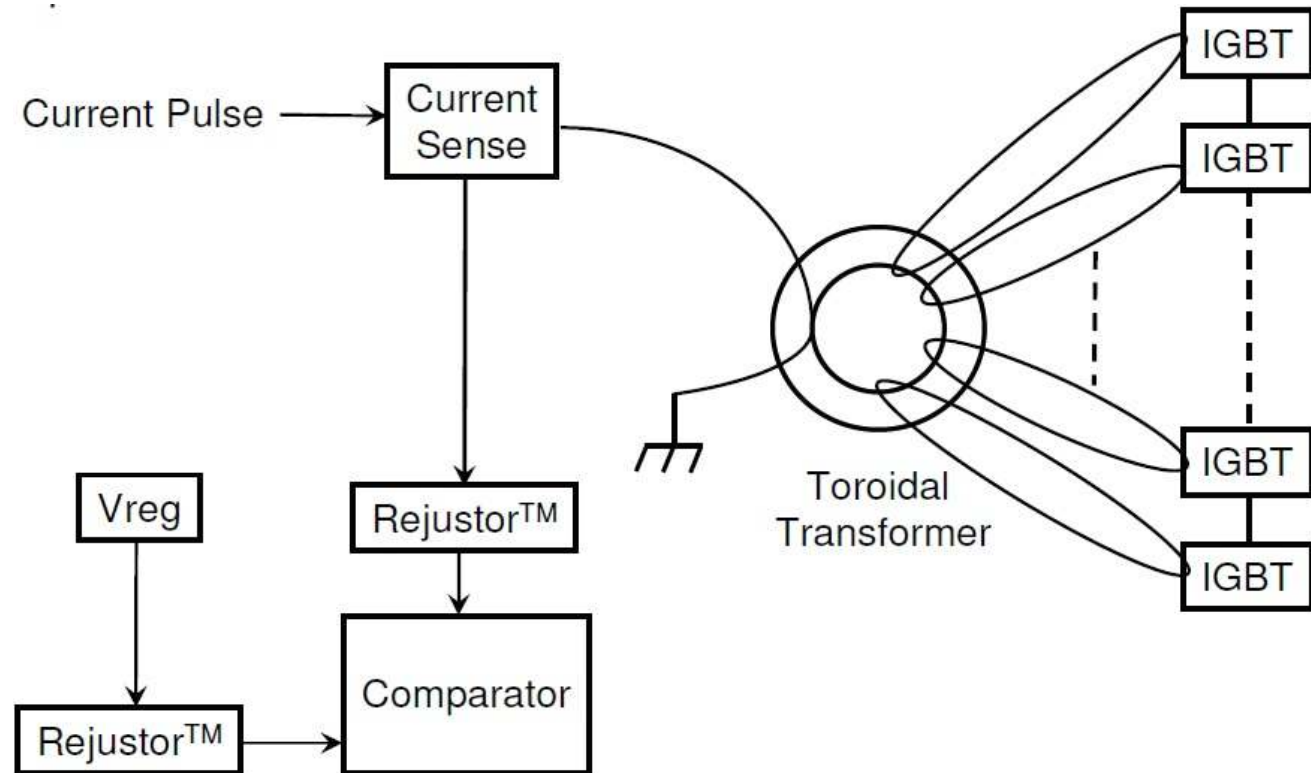 IGBT
Current Pulse
Current
Sense
IGBT
IGBT
Toroidal
Transformer
Vreg
Rejustor™
IGBT
Comparator
Rejustor™